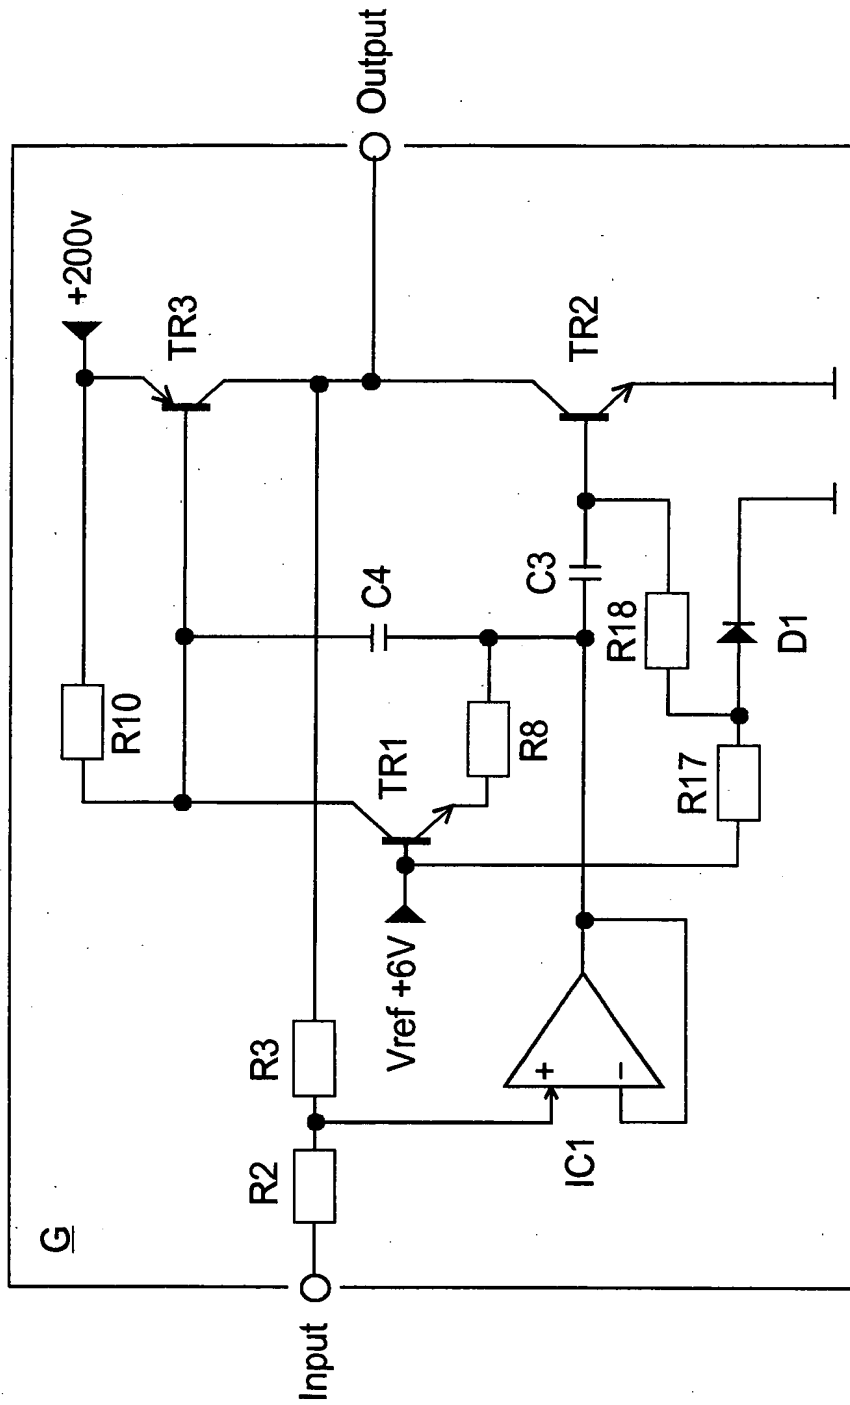 G
Input
R2
R3
IC1
+
−
Vref +6V
TR1
R8
R10
C4
C3
R17
R18
D1
+200v
TR3
TR2
Output